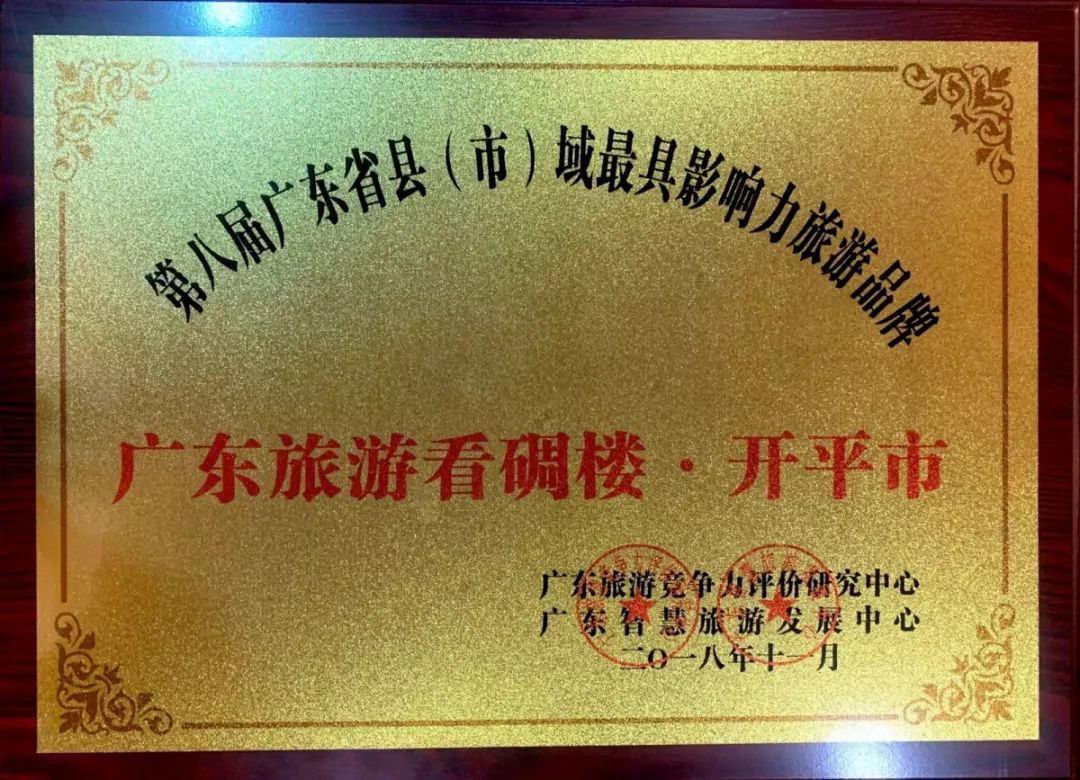 第八届广东省县（市）域最具影响力旅游品牌
广东旅游看碉楼·开平市
广东旅游竞争力评价研究中心
广东智慧旅游发展中心
二〇一八年十一月